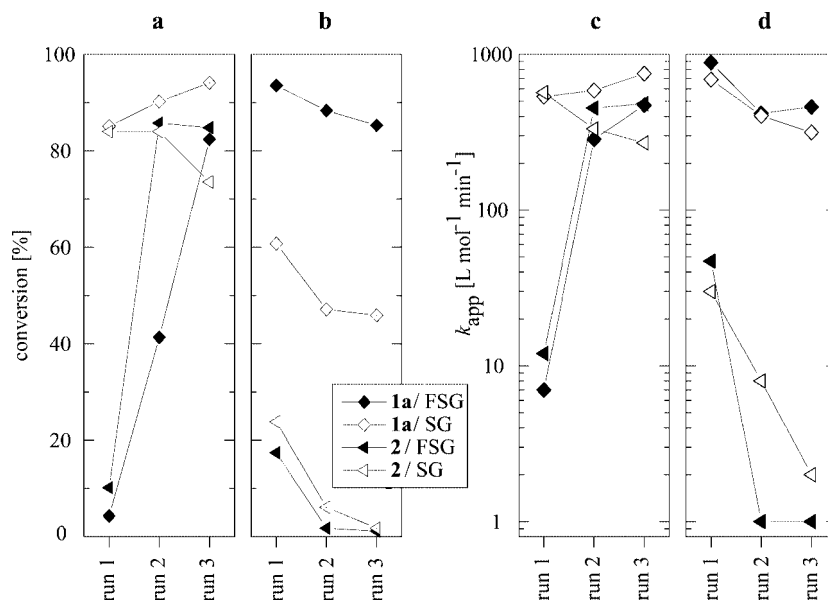 a
b
c
d
conversion [%]
100
80
60
40
20
0
k_app [L mol⁻¹ min⁻¹]
1000
100
10
1
1a/ FSG
1a/ SG
2 / FSG
2 / SG
run 1
run 2
run 3
run 1
run 2
run 3
run 1
run 2
run 3
run 1
run 2
run 3